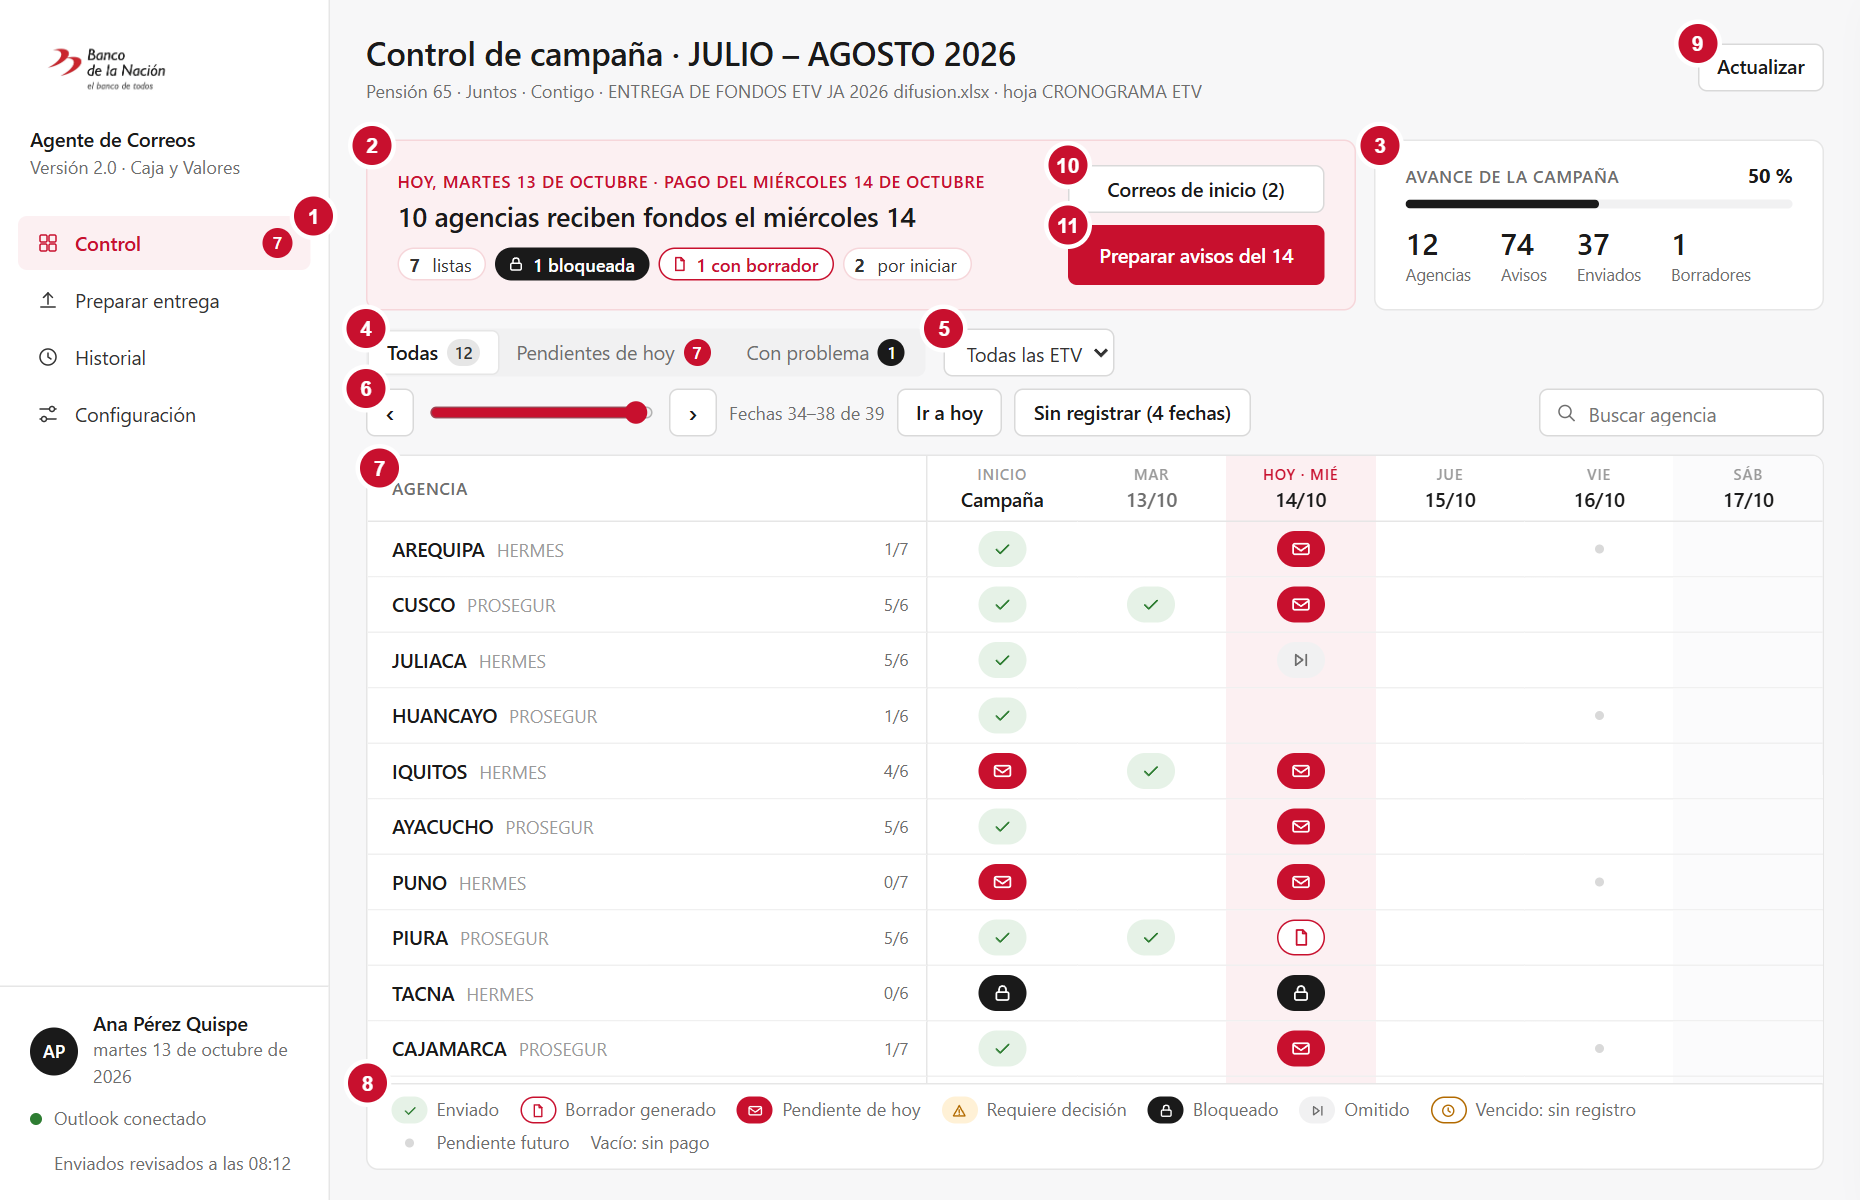 Banco
de la Nación
el banco de todos
Agente de Correos
Versión 2.0 · Caja y Valores
1
Control 7
Preparar entrega
Historial
Configuración
AP
Ana Pérez Quispe
martes 13 de octubre de
2026
Outlook conectado
Enviados revisados a las 08:12
Control de campaña · JULIO – AGOSTO 2026
Pensión 65 · Juntos · Contigo · ENTREGA DE FONDOS ETV JA 2026 difusion.xlsx · hoja CRONOGRAMA ETV
9
Actualizar
2
HOY, MARTES 13 DE OCTUBRE · PAGO DEL MIÉRCOLES 14 DE OCTUBRE
10 agencias reciben fondos el miércoles 14
7 listas 1 bloqueada 1 con borrador 2 por iniciar
10
Correos de inicio (2)
11
Preparar avisos del 14
3
AVANCE DE LA CAMPAÑA 50 %
12 74 37 1
Agencias Avisos Enviados Borradores
4
Todas 12 Pendientes de hoy 7 Con problema 1
5
Todas las ETV
6
‹ › Fechas 34–38 de 39 Ir a hoy Sin registrar (4 fechas) Buscar agencia
7
AGENCIA
INICIO MAR HOY · MIÉ JUE VIE SÁB
Campaña 13/10 14/10 15/10 16/10 17/10
AREQUIPA HERMES 1/7
CUSCO PROSEGUR 5/6
JULIACA HERMES 5/6
HUANCAYO PROSEGUR 1/6
IQUITOS HERMES 4/6
AYACUCHO PROSEGUR 5/6
PUNO HERMES 0/7
PIURA PROSEGUR 5/6
TACNA HERMES 0/6
CAJAMARCA PROSEGUR 1/7
8
Enviado Borrador generado Pendiente de hoy Requiere decisión Bloqueado Omitido Vencido: sin registro
Pendiente futuro Vacío: sin pago